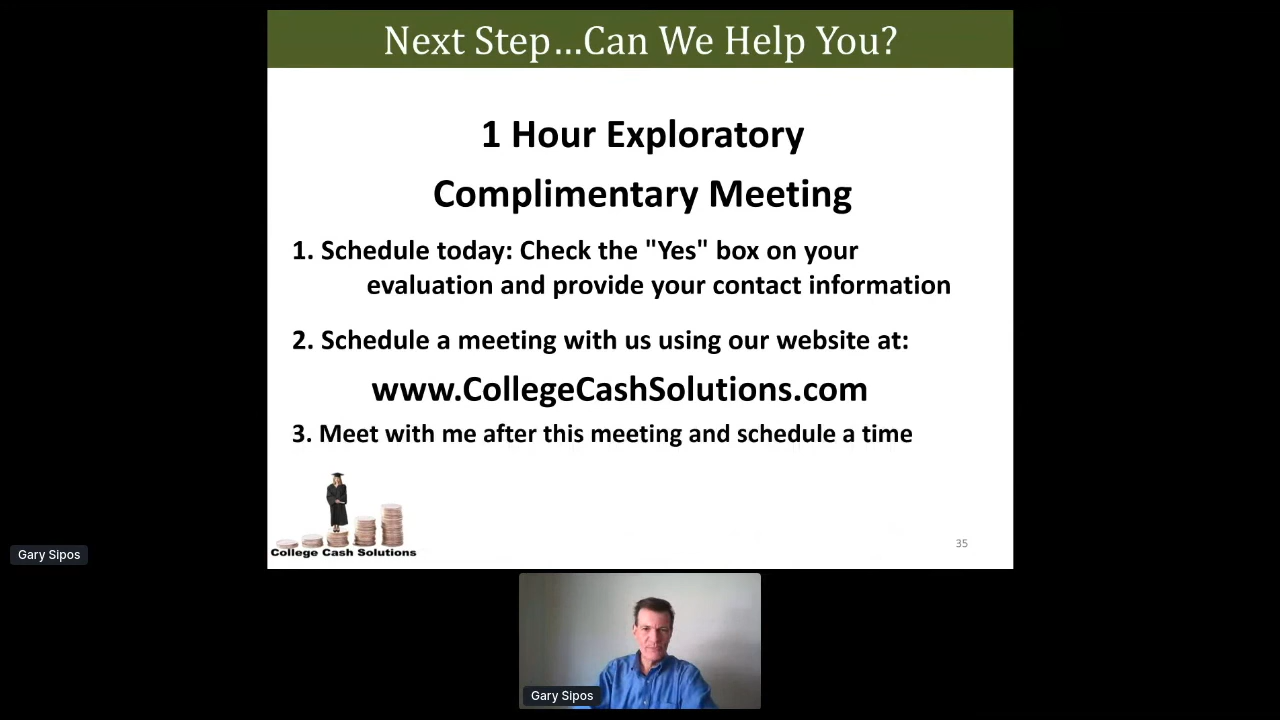 Next Step...Can We Help You?
1 Hour Exploratory
Complimentary Meeting
1. Schedule today: Check the "Yes" box on your
evaluation and provide your contact information
2. Schedule a meeting with us using our website at:
www.CollegeCashSolutions.com
3. Meet with me after this meeting and schedule a time
College Cash Solutions
35
Gary Sipos
Gary Sipos